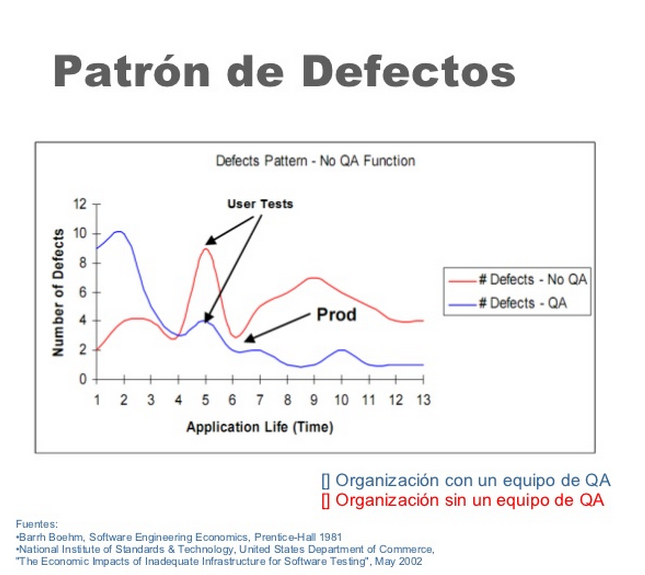 Patrón de Defectos
Defects Pattern - No QA Function
User Tests
12
10
8
6
4
2
0
Number of Defects
Prod
# Defects - No QA
# Defects - QA
1 2 3 4 5 6 7 8 9 10 11 12 13
Application Life (Time)
[] Organización con un equipo de QA
[] Organización sin un equipo de QA
Fuentes:
•Barrh Boehm, Software Engineering Economics, Prentice-Hall 1981
•National Institute of Standards & Technology, United States Department of Commerce,
"The Economic Impacts of Inadequate Infrastructure for Software Testing", May 2002